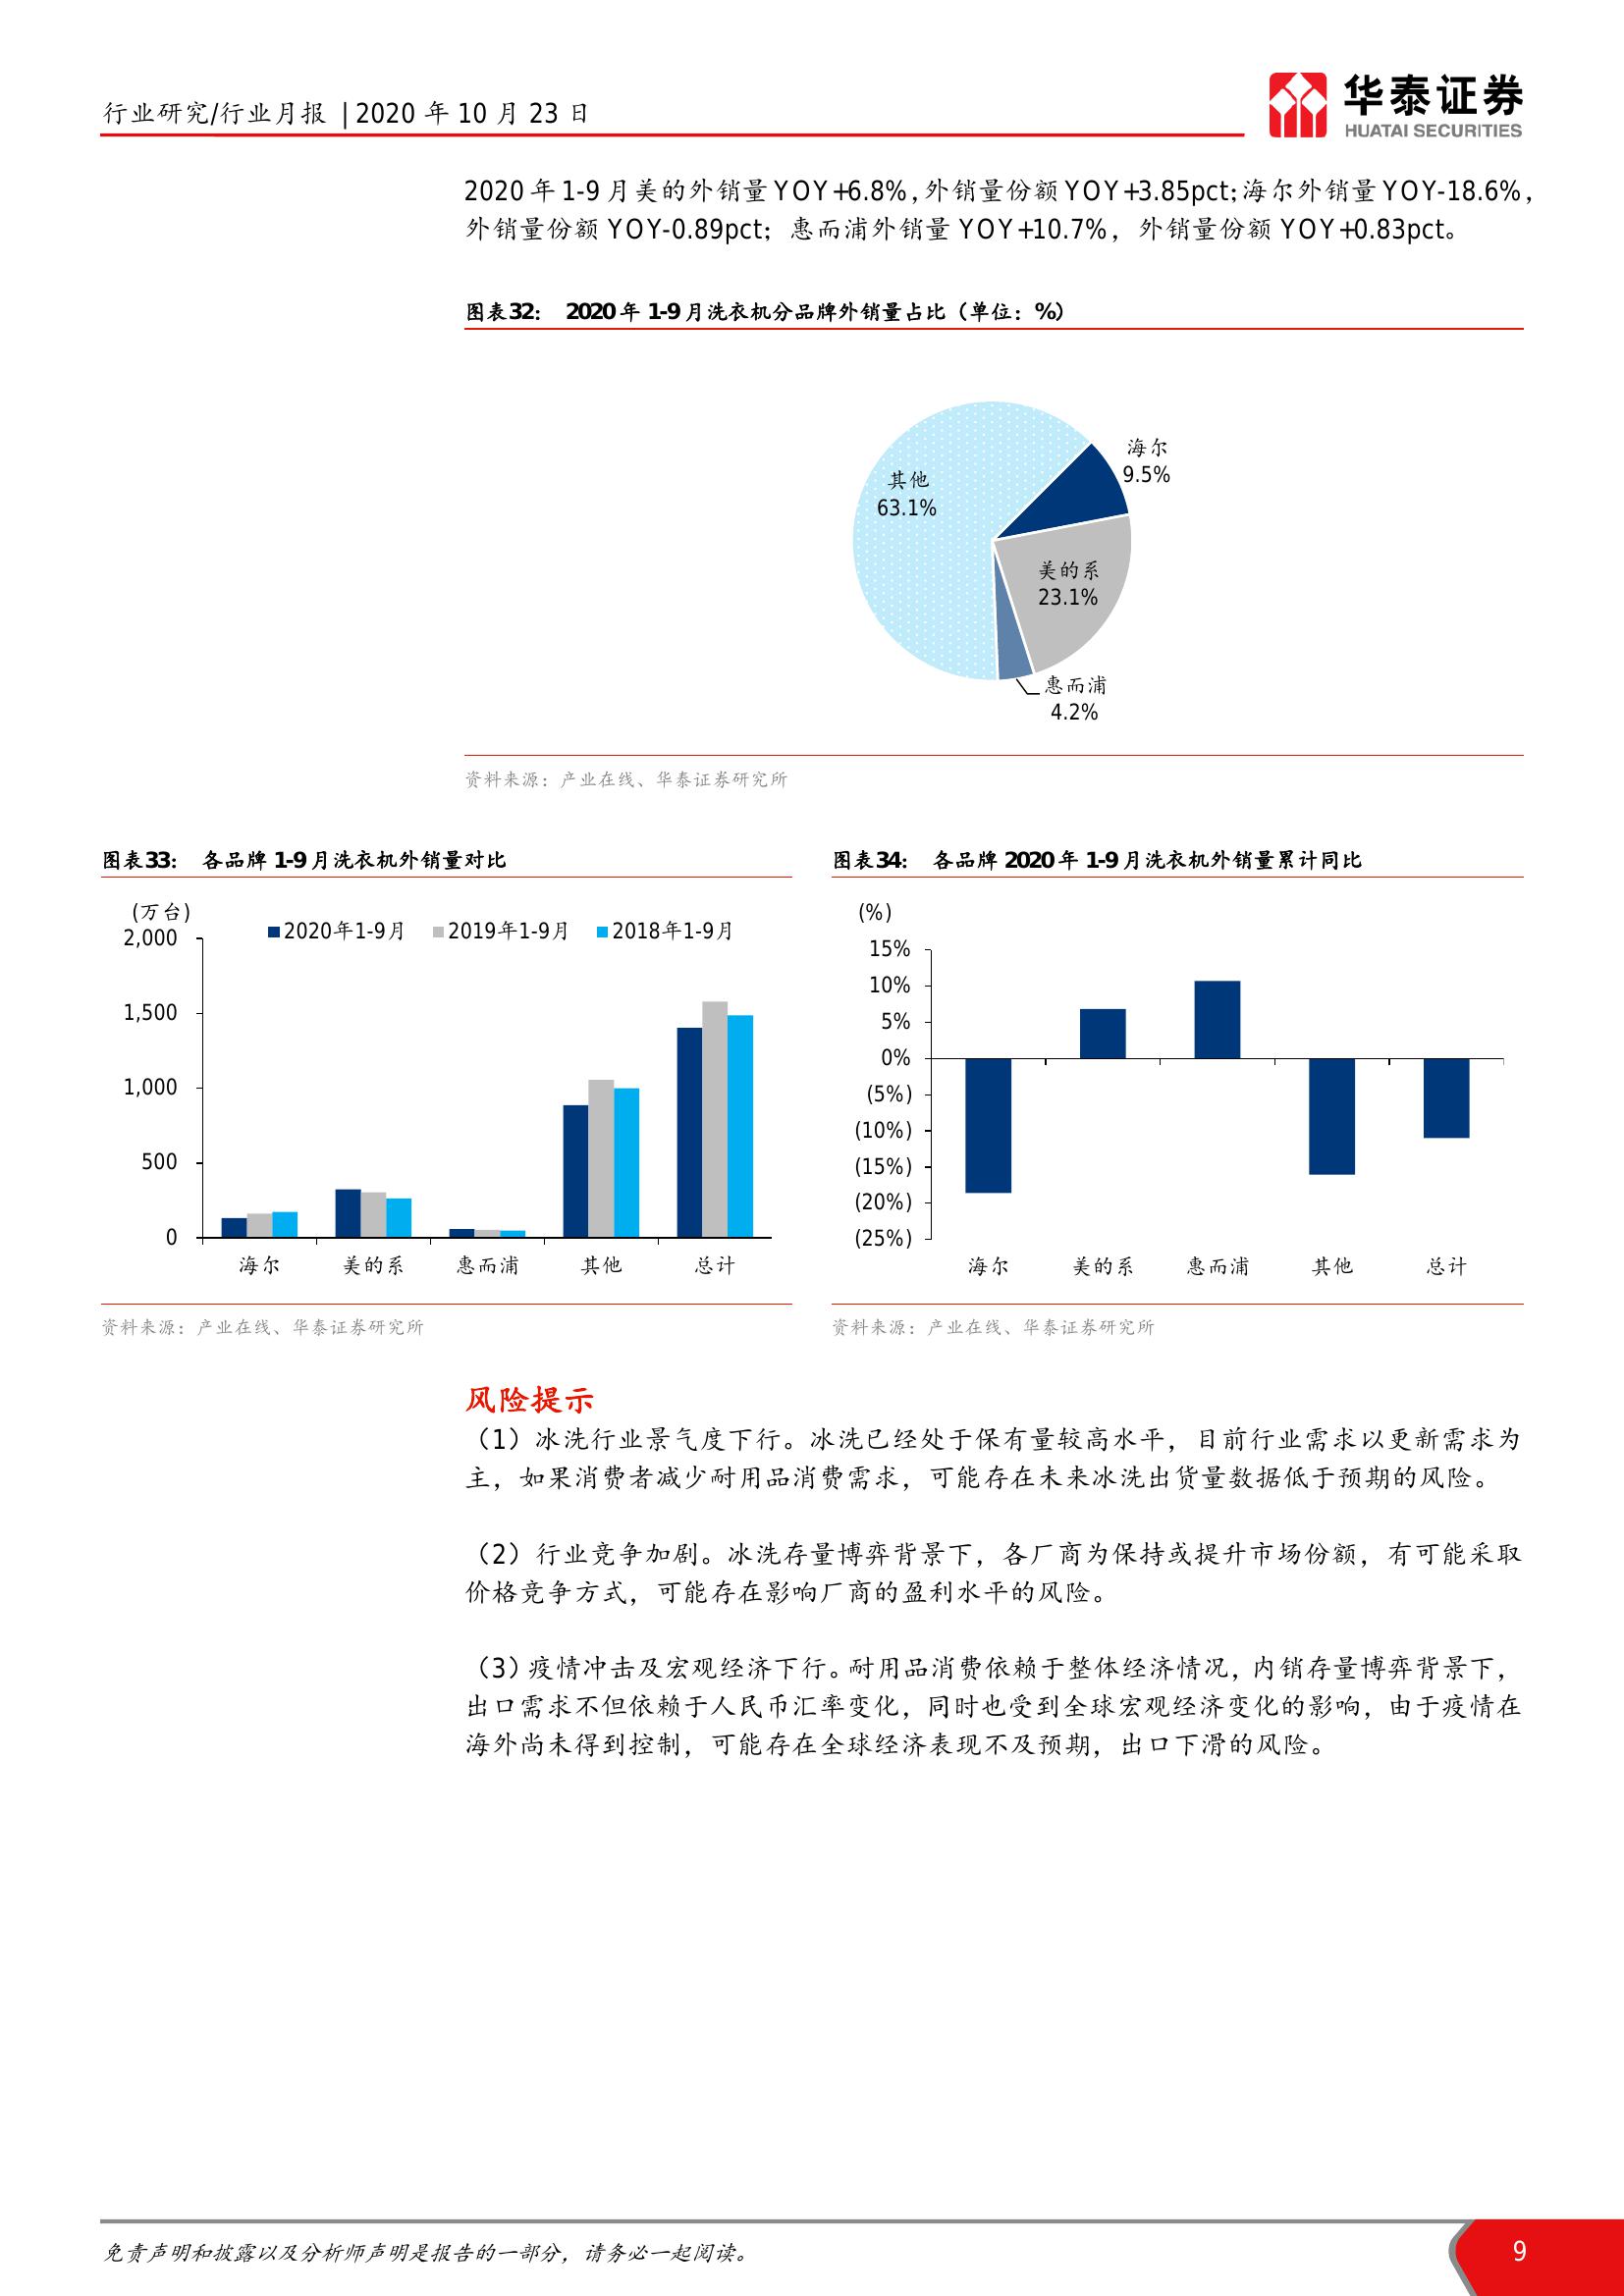 行业研究/行业月报 | 2020 年 10 月 23 日
华泰证券
HUATAI SECURITIES
2020 年 1-9 月美的外销量 YOY+6.8%,外销量份额 YOY+3.85pct;海尔外销量 YOY-18.6%,
外销量份额 YOY-0.89pct；惠而浦外销量 YOY+10.7%，外销量份额 YOY+0.83pct。
图表32： 2020 年 1-9 月洗衣机分品牌外销量占比（单位：%）
海尔
9.5%
其他
63.1%
美的系
23.1%
惠而浦
4.2%
资料来源：产业在线、华泰证券研究所
图表33： 各品牌 1-9 月洗衣机外销量对比
(万台)
2020年1-9月 2019年1-9月 2018年1-9月
2,000
1,500
1,000
500
0
海尔 美的系 惠而浦 其他 总计
资料来源：产业在线、华泰证券研究所
图表34： 各品牌 2020 年 1-9 月洗衣机外销量累计同比
(%)
15%
10%
5%
0%
(5%)
(10%)
(15%)
(20%)
(25%)
海尔 美的系 惠而浦 其他 总计
资料来源：产业在线、华泰证券研究所
风险提示
（1）冰洗行业景气度下行。冰洗已经处于保有量较高水平，目前行业需求以更新需求为
主，如果消费者减少耐用品消费需求，可能存在未来冰洗出货量数据低于预期的风险。
（2）行业竞争加剧。冰洗存量博弈背景下，各厂商为保持或提升市场份额，有可能采取
价格竞争方式，可能存在影响厂商的盈利水平的风险。
（3）疫情冲击及宏观经济下行。耐用品消费依赖于整体经济情况，内销存量博弈背景下，
出口需求不但依赖于人民币汇率变化，同时也受到全球宏观经济变化的影响，由于疫情在
海外尚未得到控制，可能存在全球经济表现不及预期，出口下滑的风险。
免责声明和披露以及分析师声明是报告的一部分，请务必一起阅读。
9